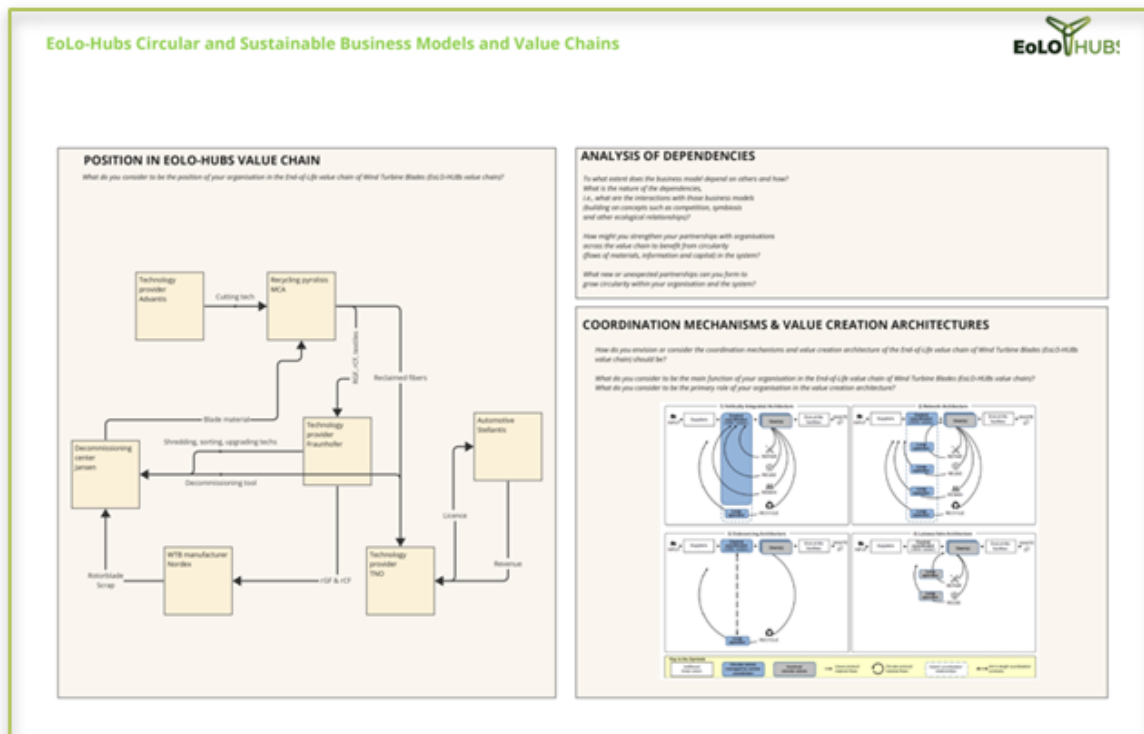 EoLo-Hubs Circular and Sustainable Business Models and Value Chains
EoLO HUBS
POSITION IN EOLO-HUBS VALUE CHAIN
What do you consider to be the position of your organisation in the End-of-Life value chain of Wind Turbine Blades (EoLO-HUBs value chain)?
Technology
provider
Advantis
Cutting tech
Recycling pyrolisis
MCA
RGF, rCF, textiles
Reclaimed fibers
Blade material
Shredding, sorting, upgrading techs
Technology
provider
Fraunhofer
Automotive
Stellantis
Decommissioning
center
Jansen
Decommissioning tool
Licence
Revenue
WTB manufacturer
Nordex
Technology
provider
TNO
Rotorblade
Scrap
rGF & rCF
ANALYSIS OF DEPENDENCIES
To what extent does the business model depend on others and how?
What is the nature of the dependencies,
i.e., what are the interactions with those business models
(building on concepts such as competition, symbiosis
and other ecological relationships)?
How might you strengthen your partnerships with organisations
across the value chain to benefit from circularity
(flows of materials, information and capital) in the system?
What new or unexpected partnerships can you form to
grow circularity within your organisation and the system?
COORDINATION MECHANISMS & VALUE CREATION ARCHITECTURES
How do you envision or consider the coordination mechanisms and value creation architecture of the End-of-Life value chain of Wind Turbine Blades (EoLO-HUBs
value chain) should be?
What do you consider to be the main function of your organisation in the End-of-Life value chain of Wind Turbine Blades (EoLO-HUBs value chain)?
What do you consider to be the primary role of your organisation in the value creation architecture?